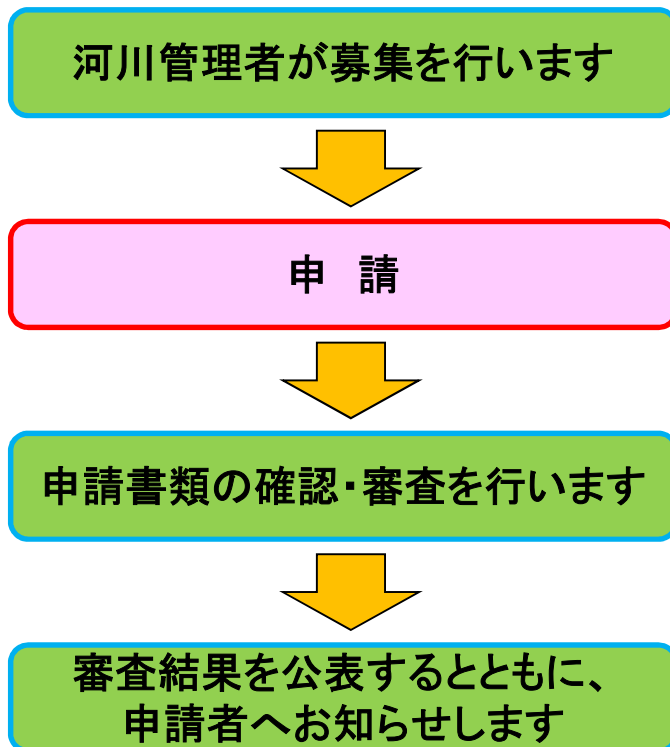 河川管理者が募集を行います
申　請
申請書類の確認・審査を行います
審査結果を公表するとともに、
申請者へお知らせします